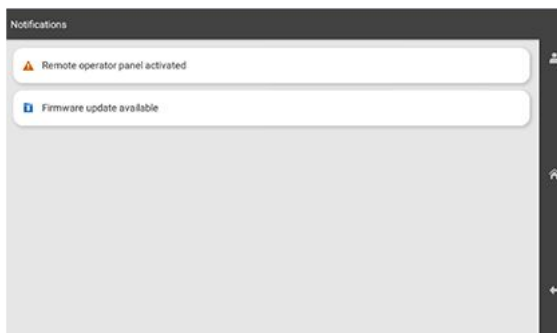 Notifications
Remote operator panel activated
Firmware update available